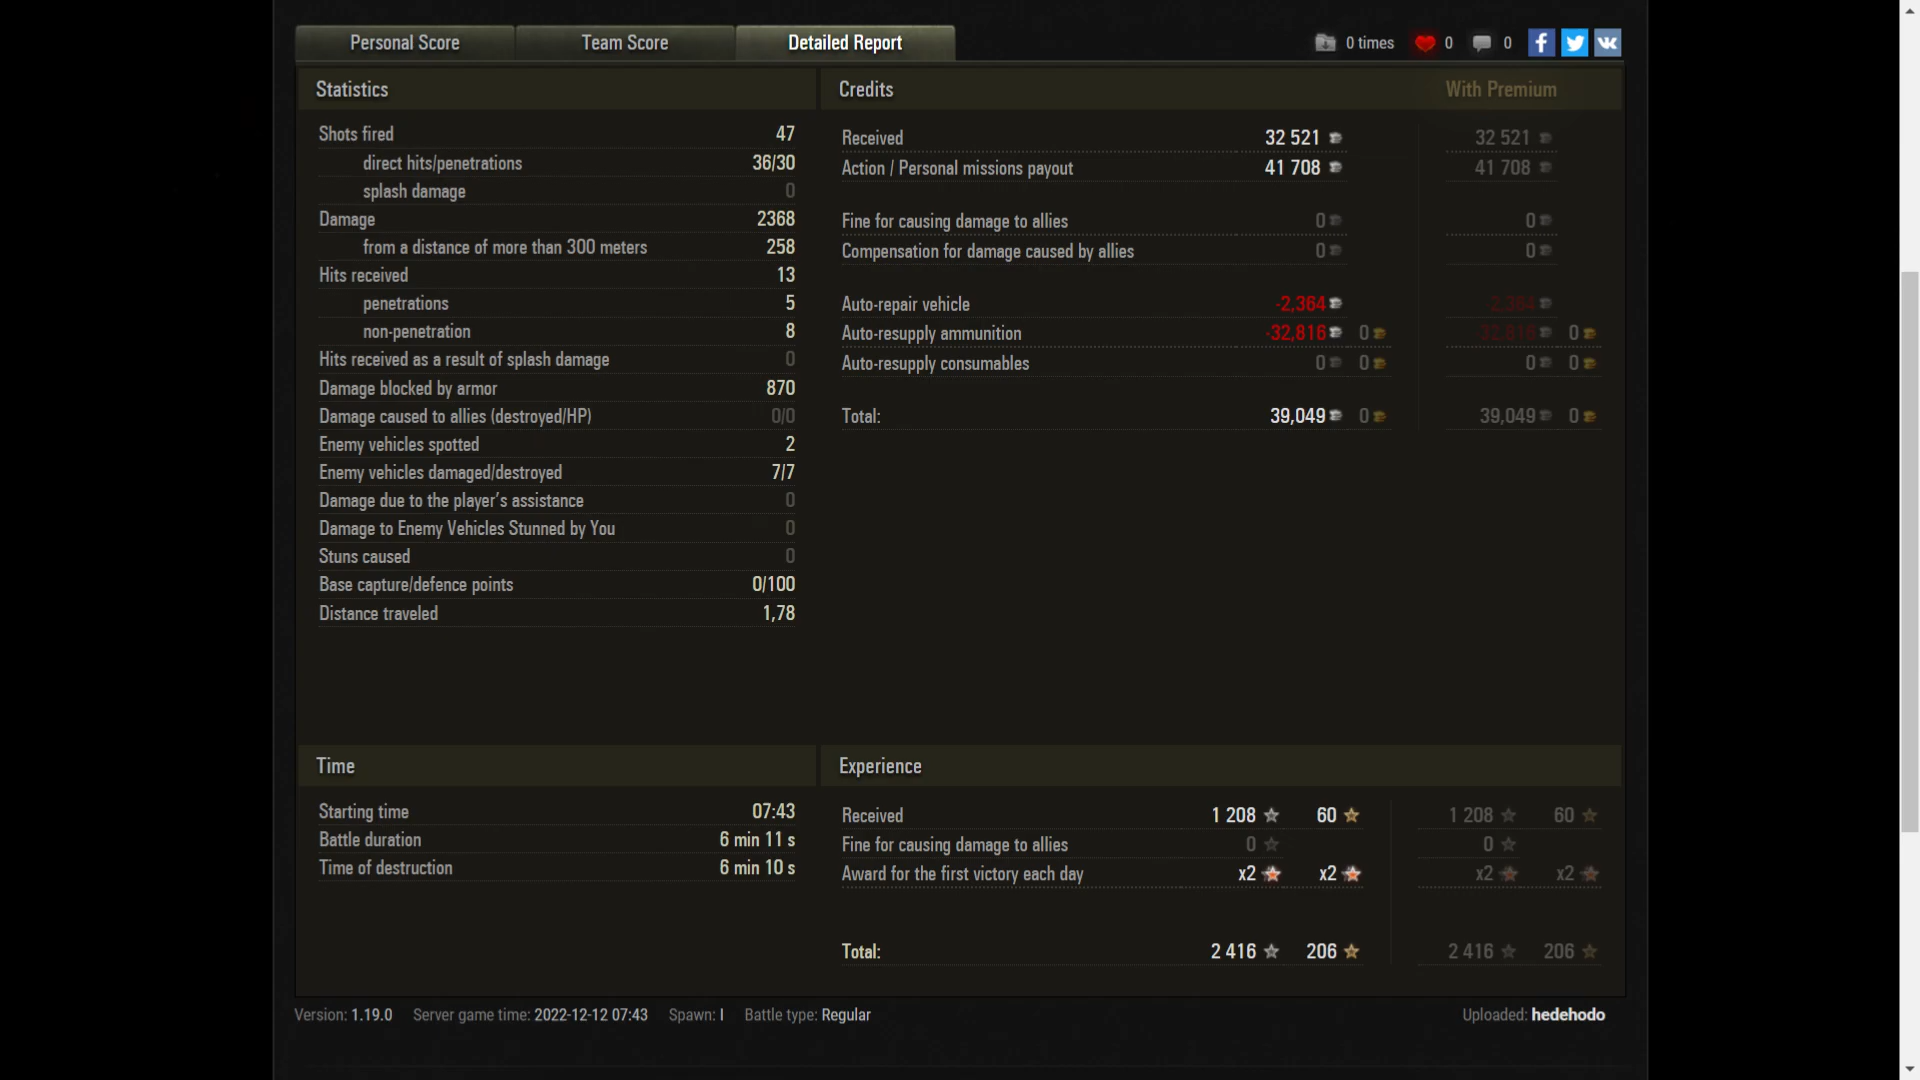 Personal Score Team Score Detailed Report 0 times 0 0
Statistics
Shots fired 47
direct hits/penetrations 36/30
splash damage 0
Damage 2368
from a distance of more than 300 meters 258
Hits received 13
penetrations 5
non-penetration 8
Hits received as a result of splash damage 0
Damage blocked by armor 870
Damage caused to allies (destroyed/HP) 0/0
Enemy vehicles spotted 2
Enemy vehicles damaged/destroyed 7/7
Damage due to the player's assistance 0
Damage to Enemy Vehicles Stunned by You 0
Stuns caused 0
Base capture/defence points 0/100
Distance traveled 1,78
Credits With Premium
Received 32 521 32 521
Action / Personal missions payout 41 708 41 708
Fine for causing damage to allies 0 0
Compensation for damage caused by allies 0 0
Auto-repair vehicle -2,364 -2,364
Auto-resupply ammunition -32,816 0 -32,816 0
Auto-resupply consumables 0 0 0 0
Total: 39,049 0 39,049 0
Time
Starting time 07:43
Battle duration 6 min 11 s
Time of destruction 6 min 10 s
Experience
Received 1 208 60 1 208 60
Fine for causing damage to allies 0 0
Award for the first victory each day x2 x2 x2 x2
Total: 2 416 206 2 416 206
Version: 1.19.0 Server game time: 2022-12-12 07:43 Spawn: I Battle type: Regular Uploaded: hedehodo